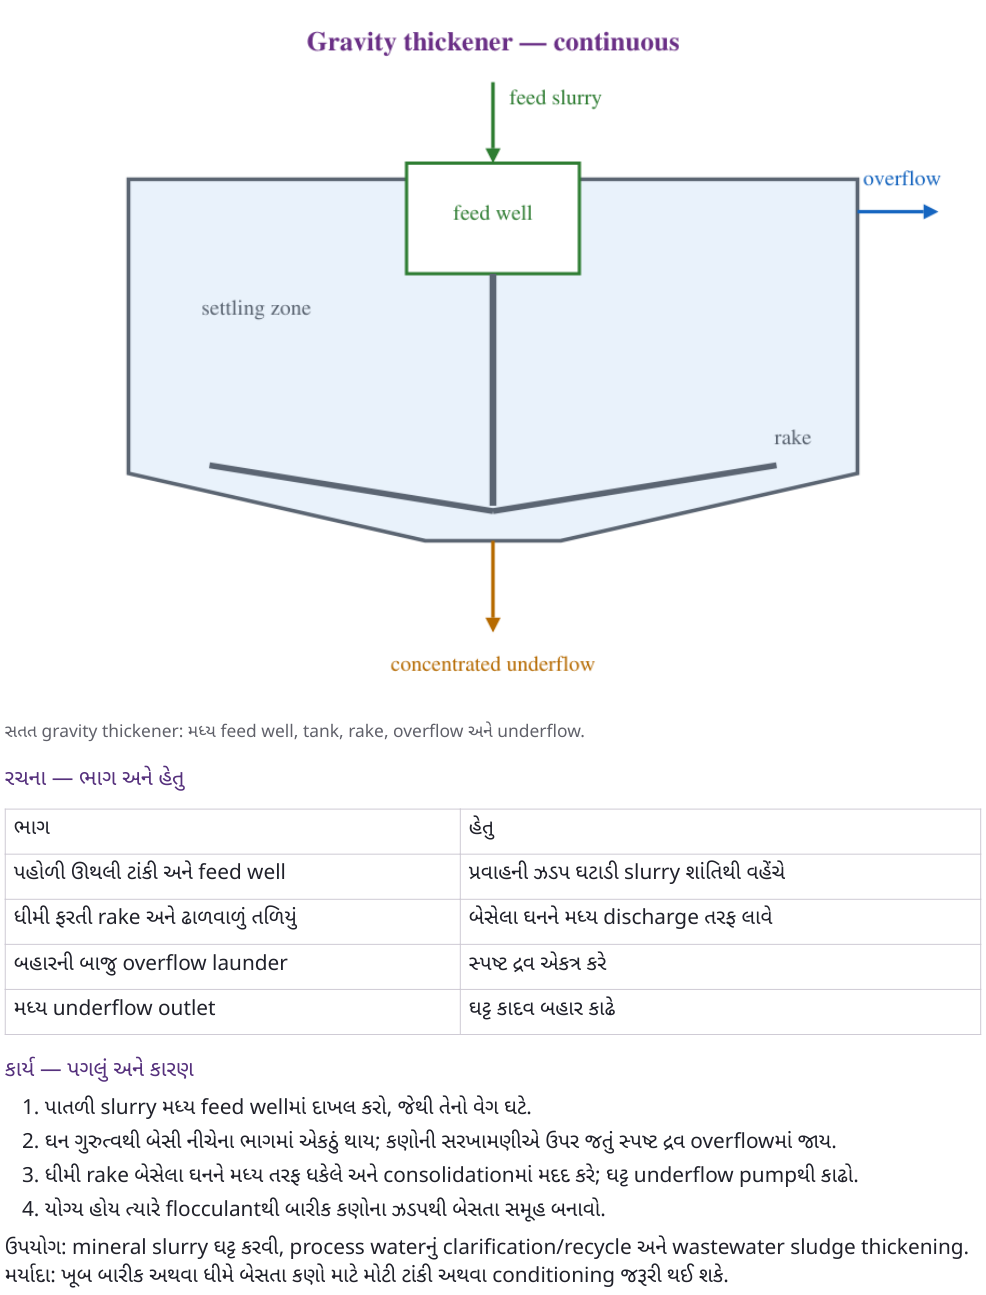 Gravity thickener — continuous
feed slurry
overflow
feed well
settling zone
rake
concentrated underflow
સતત gravity thickener: મધ્ય feed well, tank, rake, overflow અને underflow.
રચના — ભાગ અને હેતુ
ભાગ હેતુ
પહોળી ઊથલી ટાંકી અને feed well પ્રવાહની ઝડપ ઘટાડી slurry શાંતિથી વહેંચે
ધીમી ફરતી rake અને ઢાળવાળું તળિયું બેસેલા ઘનને મધ્ય discharge તરફ લાવે
બહારની બાજુ overflow launder સ્પષ્ટ દ્રવ એકત્ર કરે
મધ્ય underflow outlet ઘટ્ટ કાદવ બહાર કાઢે
કાર્ય — પગલું અને કારણ
1. પાતળી slurry મધ્ય feed wellમાં દાખલ કરો, જેથી તેનો વેગ ઘટે.
2. ઘન ગુરુત્વથી બેસી નીચેના ભાગમાં એકઠું થાય; કણોની સરખામણીએ ઉપર જતું સ્પષ્ટ દ્રવ overflowમાં જાય.
3. ધીમી rake બેસેલા ઘનને મધ્ય તરફ ધકેલે અને consolidationમાં મદદ કરે; ઘટ્ટ underflow pumpથી કાઢો.
4. યોગ્ય હોય ત્યારે flocculantથી બારીક કણોના ઝડપથી બેસતા સમૂહ બનાવો.
ઉપયોગ: mineral slurry ઘટ્ટ કરવી, process waterનું clarification/recycle અને wastewater sludge thickening.
મર્યાદા: ખૂબ બારીક અથવા ધીમે બેસતા કણો માટે મોટી ટાંકી અથવા conditioning જરૂરી થઈ શકે.